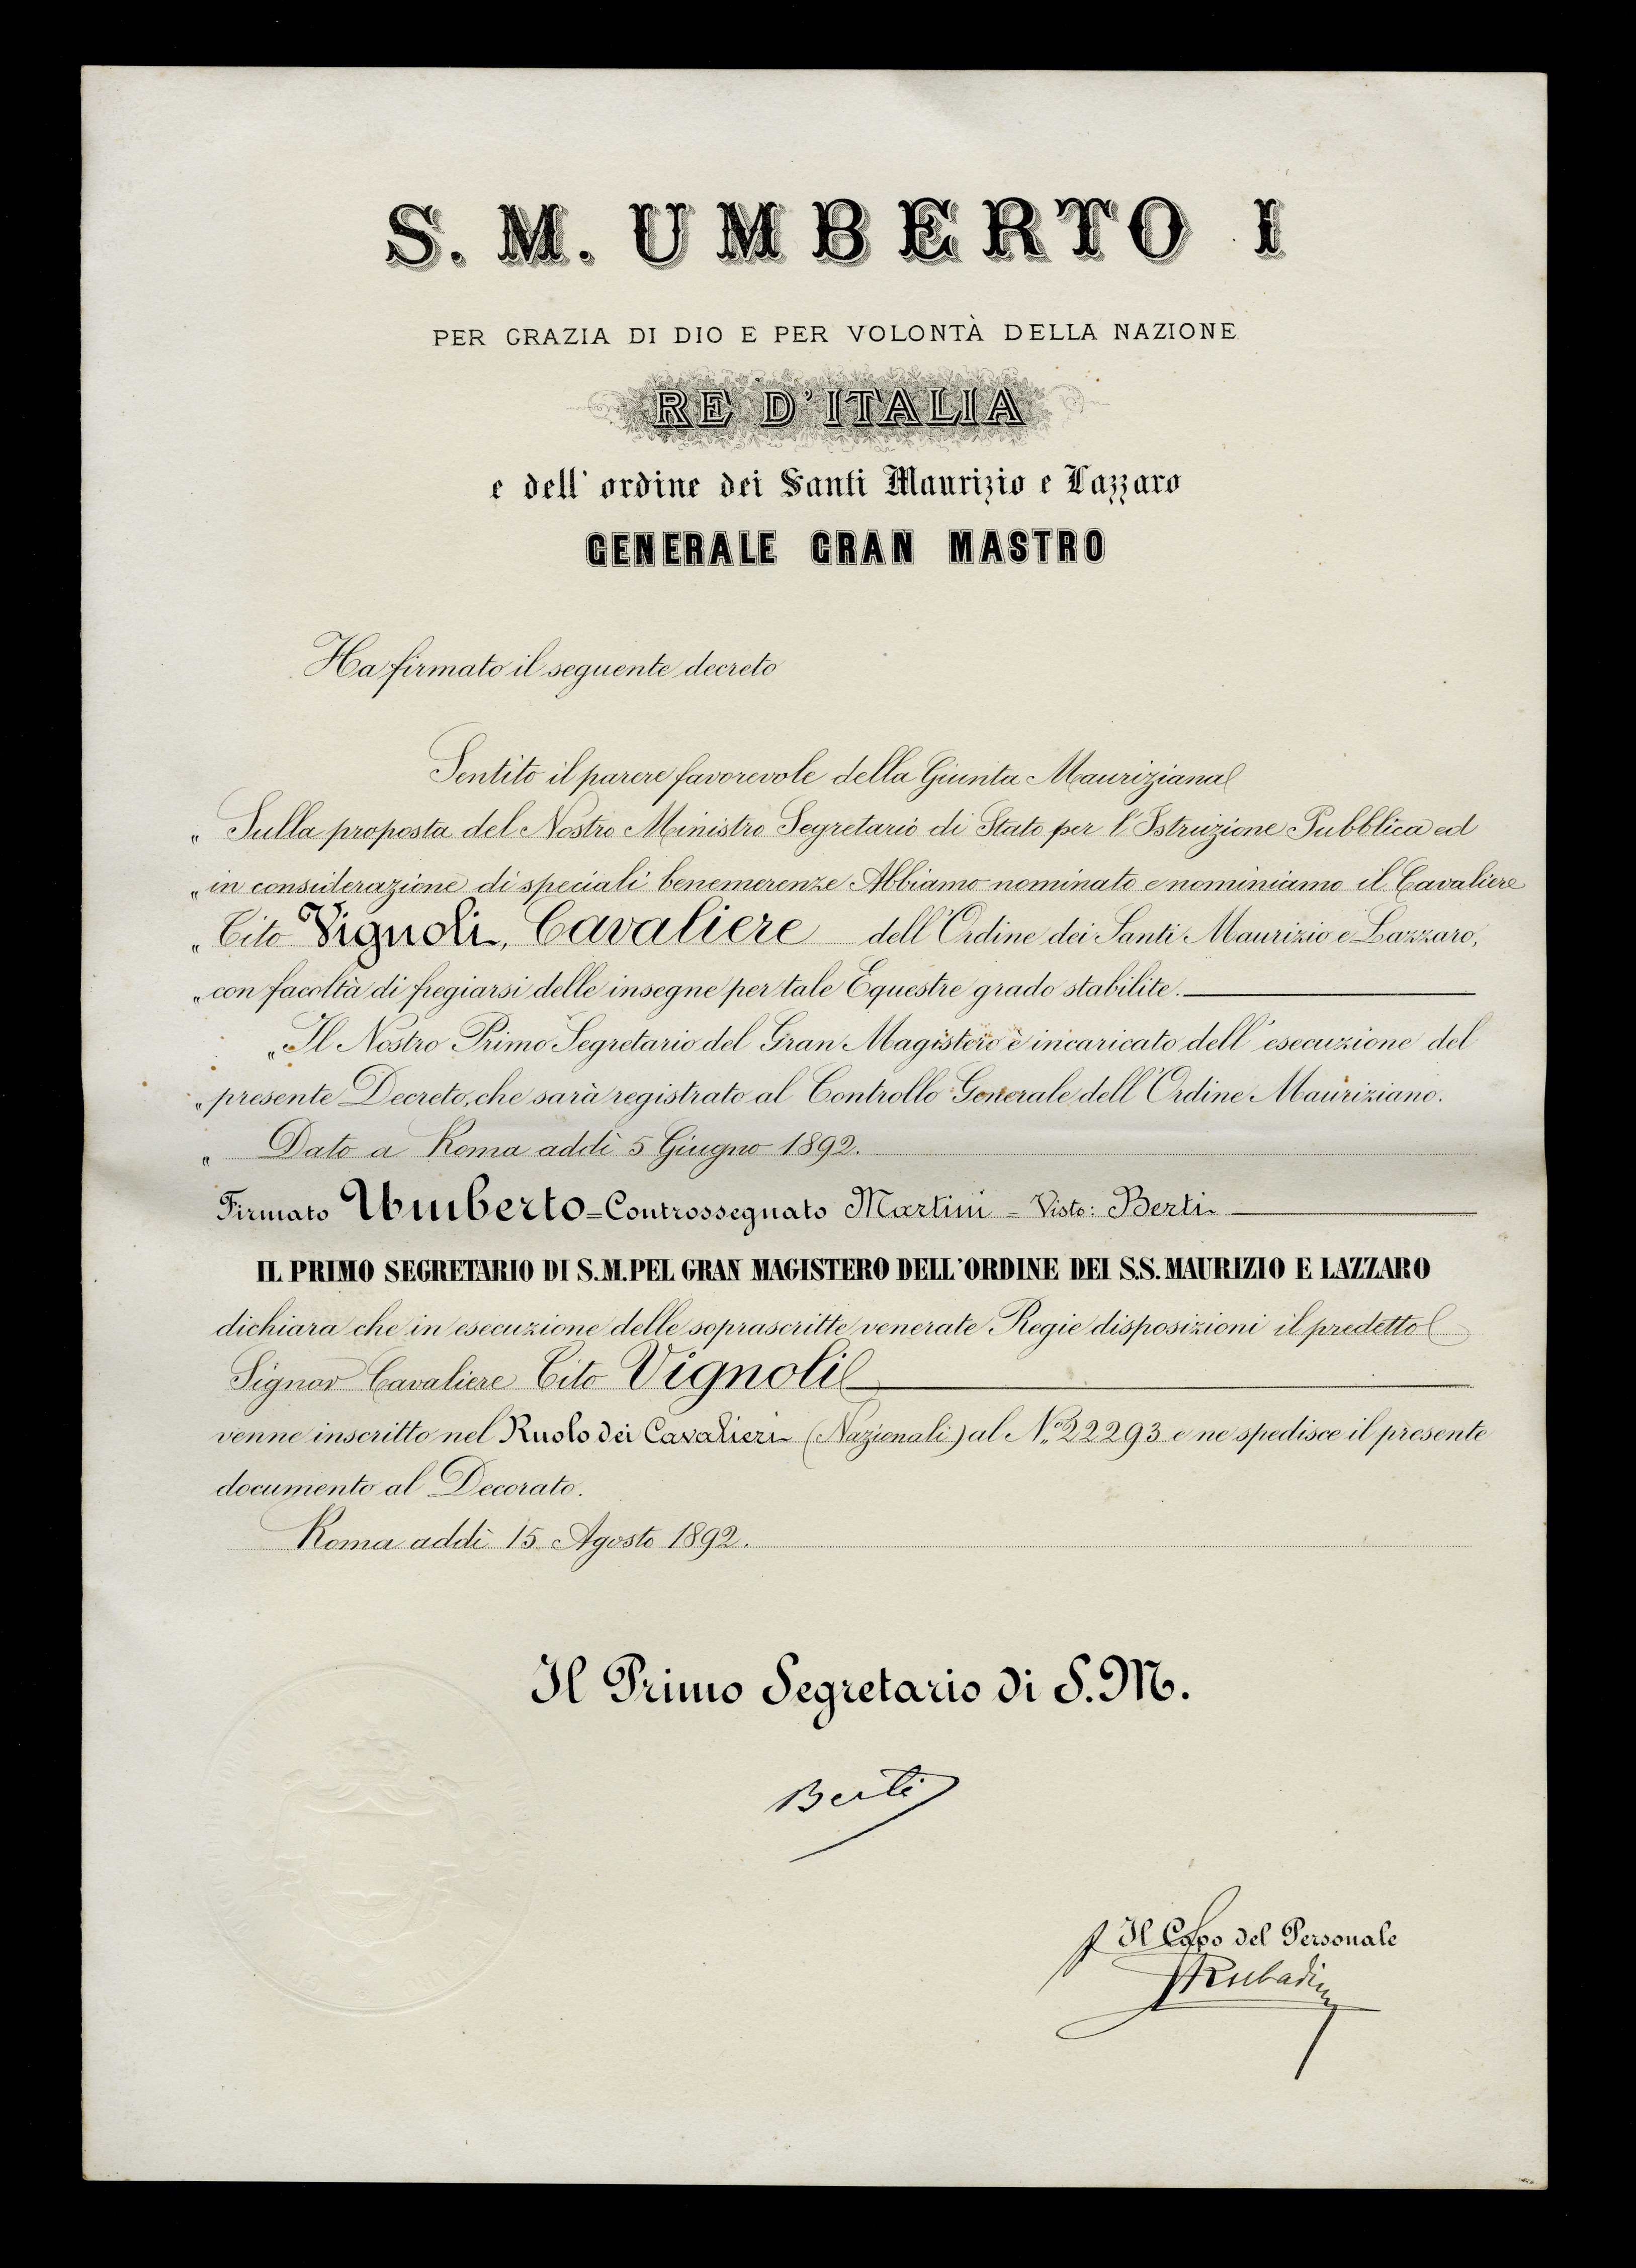 S. M. UMBERTO I
PER GRAZIA DI DIO E PER VOLONTÀ DELLA NAZIONE
RE D'ITALIA
e dell' ordine dei Santi Maurizio e Lazzaro
GENERALE GRAN MASTRO
Ha firmato il seguente decreto
Sentito il parere favorevole della Giunta Mauriziana
„ Sulla proposta del Nostro Ministro Segretario di Stato per l'Istruzione Pubblica ed
„ in considerazione di speciali benemerenze Abbiamo nominato e nominiamo il Cavaliere
„ Tito Vignoli, Cavaliere dell'Ordine dei Santi Maurizio e Lazzaro,
„ con facoltà di fregiarsi delle insegne per tale Equestre grado stabilite.
„ Il Nostro Primo Segretario del Gran Magistero è incaricato dell'esecuzione del
„ presente Decreto, che sarà registrato al Controllo Generale dell'Ordine Mauriziano.
„ Dato a Roma addì 5 Giugno 1892.
Firmato Umberto = Controssegnato Martini = Visto: Berti
IL PRIMO SEGRETARIO DI S.M. PEL GRAN MAGISTERO DELL'ORDINE DEI S.S. MAURIZIO E LAZZARO
dichiara che in esecuzione delle soprascritte venerate Regie disposizioni il predetto
Signor Cavaliere Tito Vignoli
venne inscritto nel Ruolo dei Cavalieri (Nazionali) al N.º 22293 e ne spedisce il presente
documento al Decorato.
Roma addì 15 Agosto 1892.
Il Primo Segretario di S.M.
Berti
Il Capo del Personale